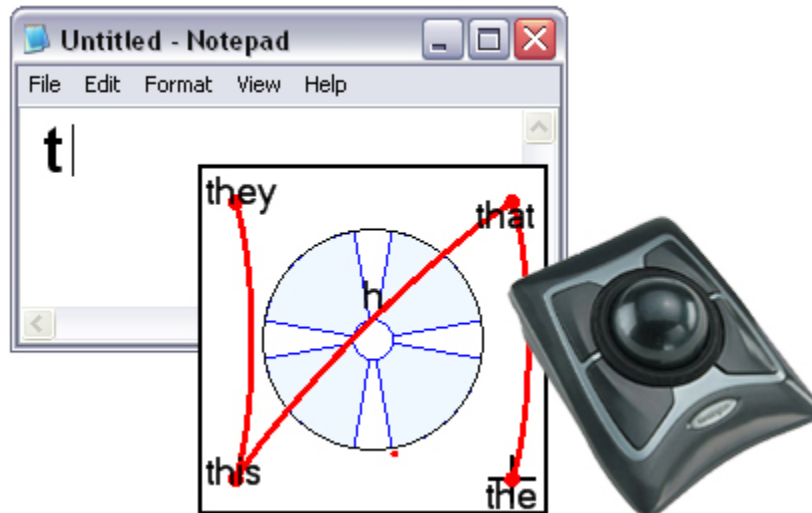 Untitled - Notepad
File Edit Format View Help
t
they
that
h
this
the